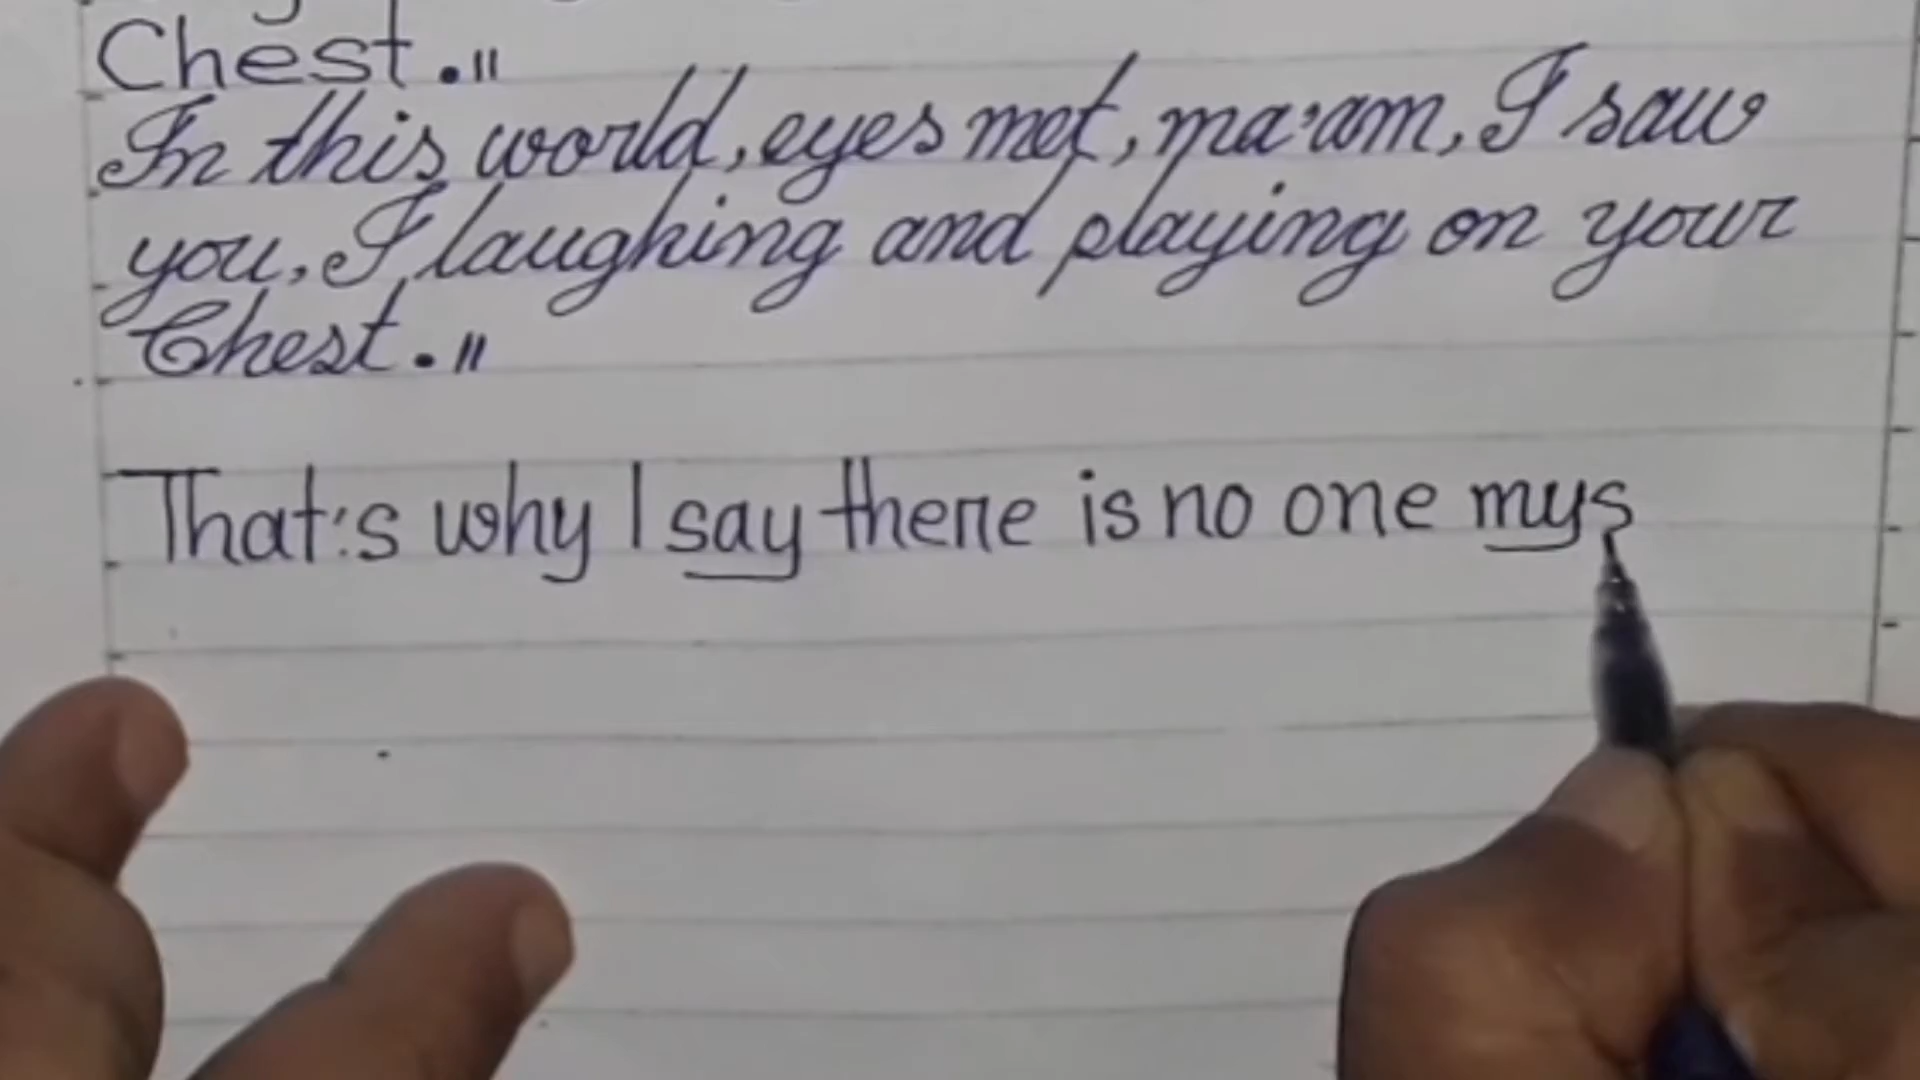 Chest.||
In this world, eyes met, ma'am, I saw
you, I laughing and playing on your
Chest.||
That's why I say there is no one mys